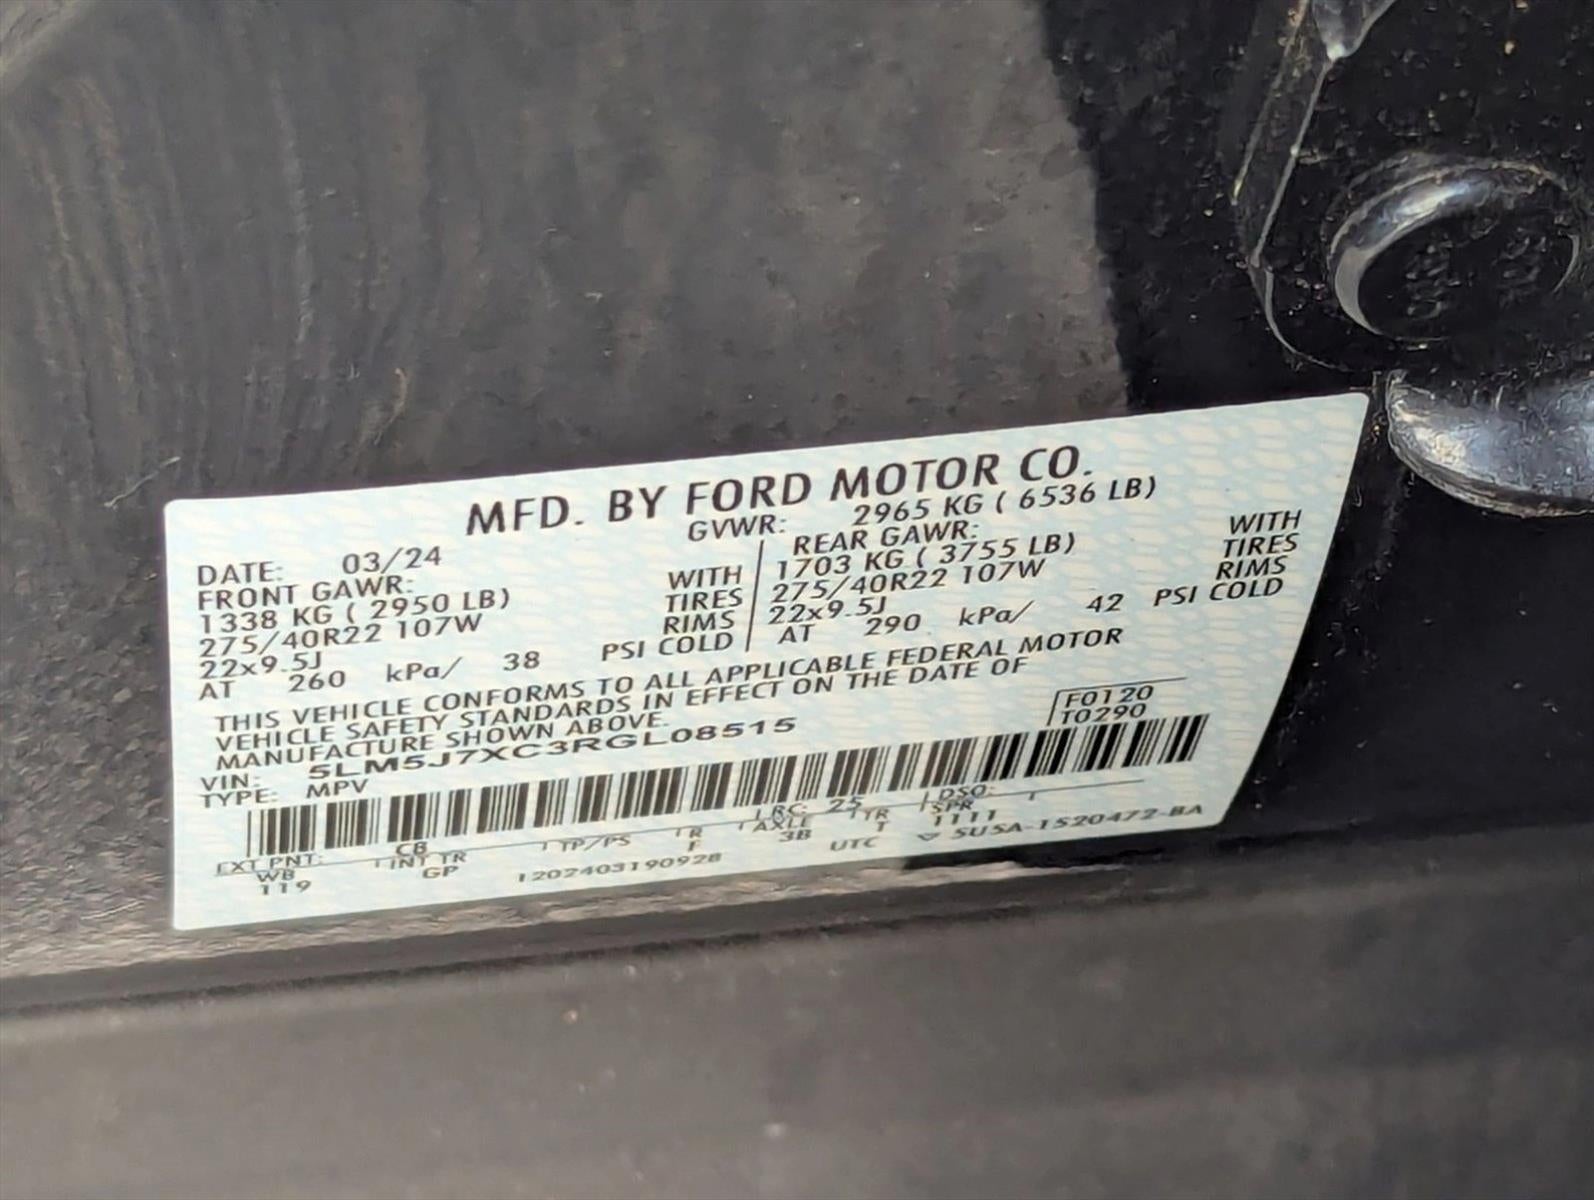 MFD. BY FORD MOTOR CO.
DATE: 03/24 GVWR: 2965 KG ( 6536 LB)
FRONT GAWR: REAR GAWR:
1338 KG ( 2950 LB) WITH 1703 KG ( 3755 LB) WITH
275/40R22 107W TIRES 275/40R22 107W TIRES
22x9.5J RIMS 22x9.5J RIMS
AT 260 kPa/ 38 PSI COLD AT 290 kPa/ 42 PSI COLD
THIS VEHICLE CONFORMS TO ALL APPLICABLE FEDERAL MOTOR
VEHICLE SAFETY STANDARDS IN EFFECT ON THE DATE OF
MANUFACTURE SHOWN ABOVE.
VIN: 5LM5J7XC3RGL08515 F0120
TYPE: MPV T0290
EXT PNT: CB RC: 25 DSO:
WB INT TR TP/PS R AXLE TR SPR
119 GP F 3B T 1111
1202403190928 UTC 5U5A-1520472-BA